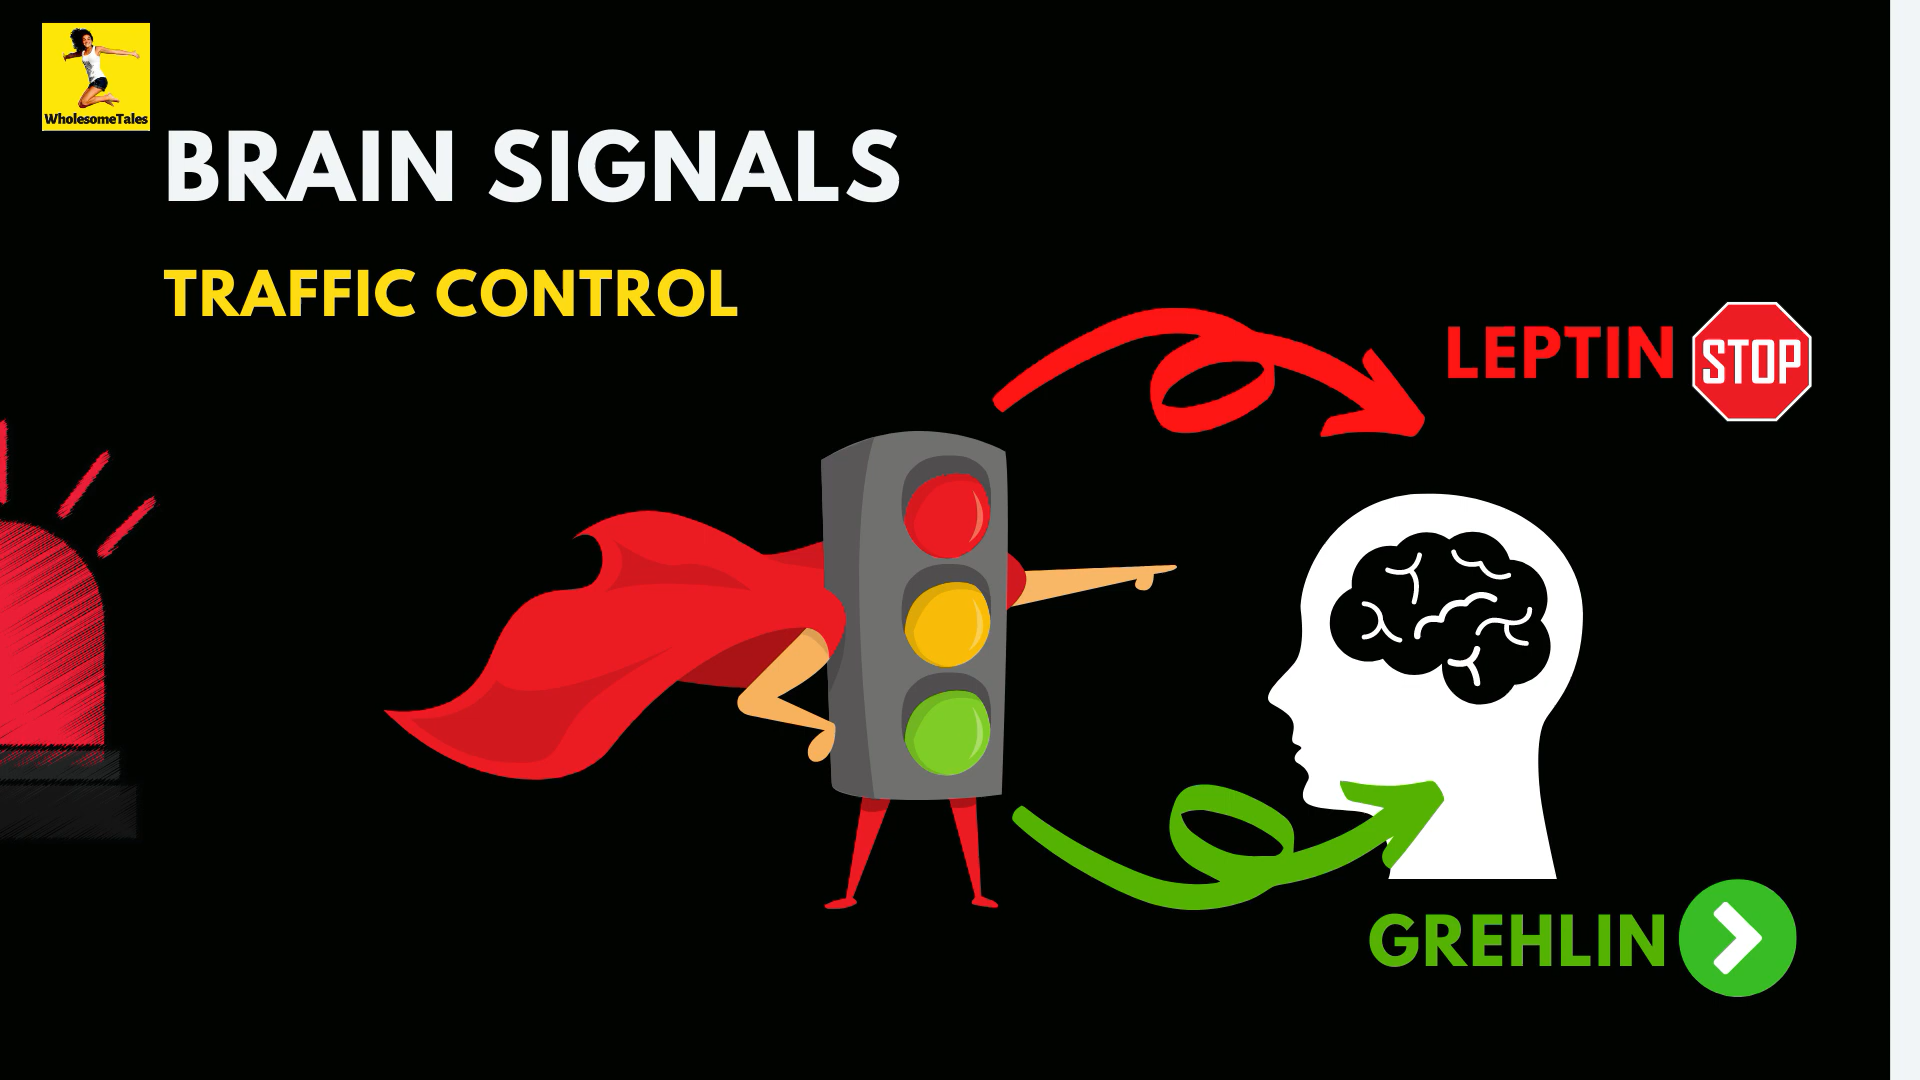 WholesomeTales
BRAIN SIGNALS
TRAFFIC CONTROL
LEPTIN
STOP
GREHLIN